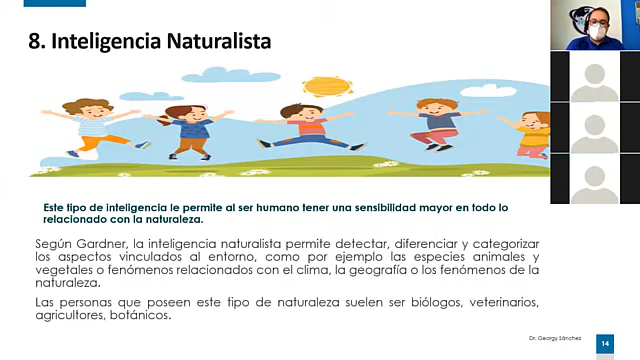 8. Inteligencia Naturalista
Este tipo de inteligencia le permite al ser humano tener una sensibilidad mayor en todo lo
relacionado con la naturaleza.
Según Gardner, la inteligencia naturalista permite detectar, diferenciar y categorizar
los aspectos vinculados al entorno, como por ejemplo las especies animales y
vegetales o fenómenos relacionados con el clima, la geografía o los fenómenos de la
naturaleza.
Las personas que poseen este tipo de naturaleza suelen ser biólogos, veterinarios,
agricultores, botánicos.
Dr. Georgy Sánchez
14